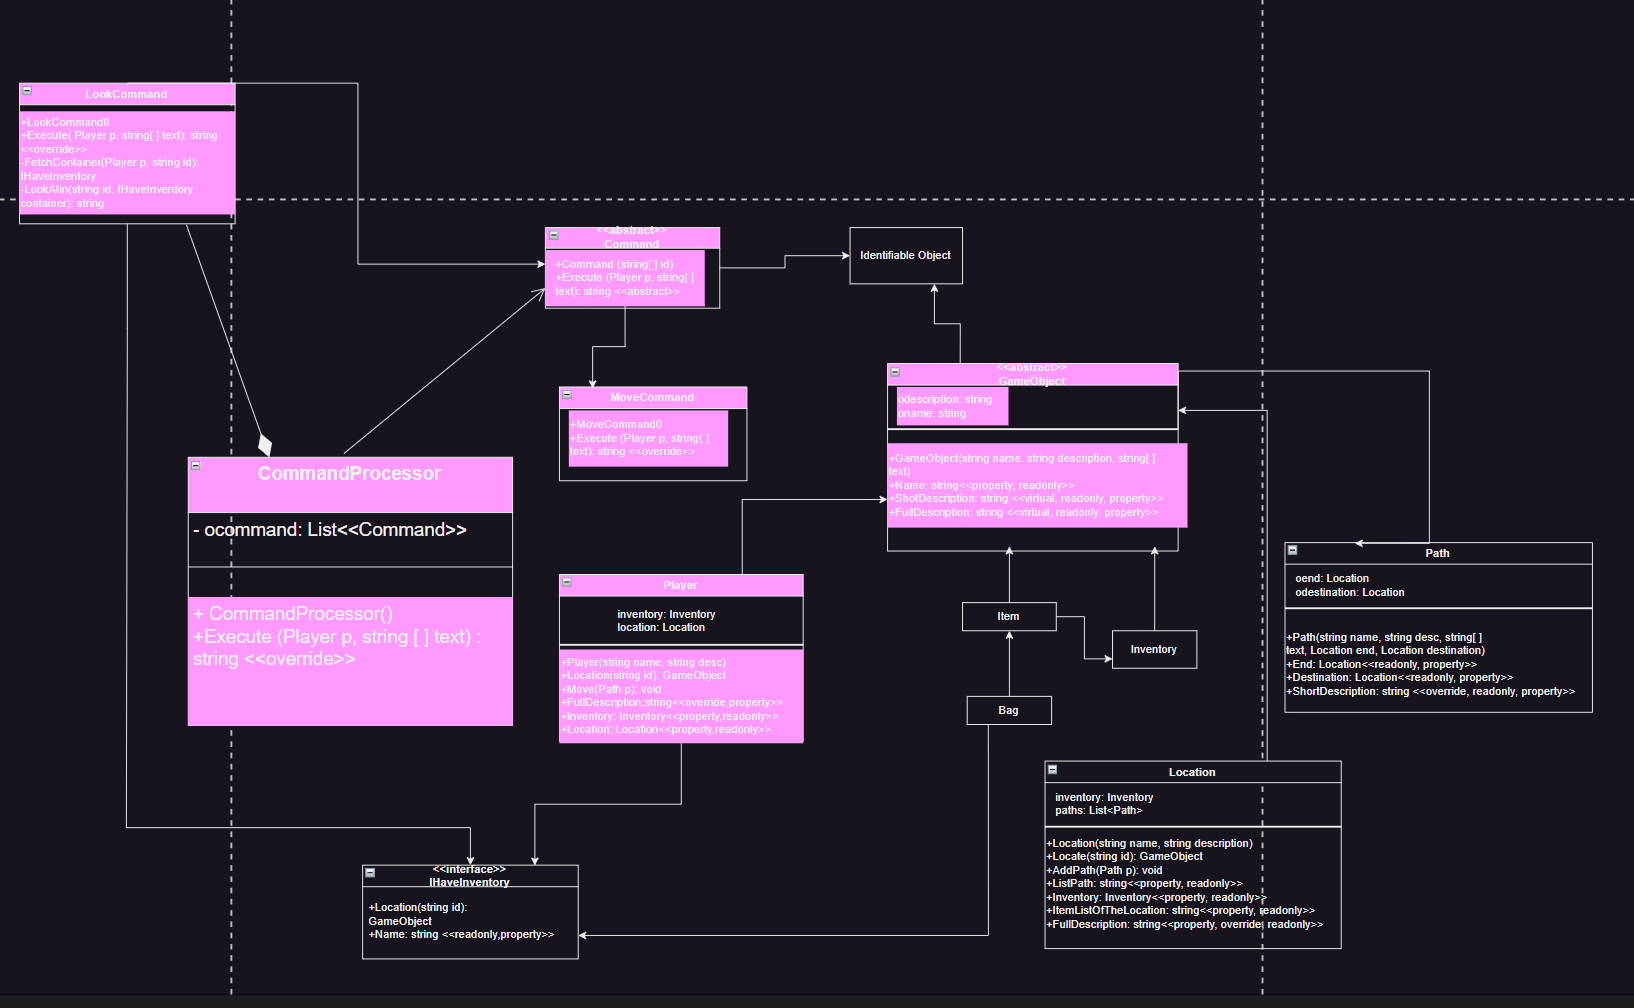 LookCommand
+LookCommand0
+Execute( Player p, string[ ] text): string
<<override>>
-FetchContainer(Player p, string id):
IHaveInventory
-LookAtin(string id. IHaveInventory
container): string
<<abstract>>
Command
+Command (string[ ] id)
+Execute (Player p, string[ ]
text): string <<abstract>>
Identifiable Object
<<abstract>>
GameObject
odescription: string
oname: string
+GameObject(string name. string description, string[ ]
text)
+Name: string<<property, readonly>>
+ShotDescription: string <<virtual, readonly, property>>
+FullDescription: string <<virtual, readonly, property>>
MoveCommand
+MoveCommand0
+Execute (Player p, string( ]
text): string <<override>>
CommandProcessor
- ocommand: List<<Command>>
+ CommandProcessor()
+Execute (Player p, string [ ] text) :
string <<override>>
Player
inventory: Inventory
location: Location
+Player(string name, string desc)
+Location(string id): GameObject
+Move(Path p): void
+FullDescription:string<<override,property>>
+Inventory: Inventory<<property,readonly>>
+Location: Location<<property,readonly>>
Item
Inventory
Bag
Path
oend: Location
odestination: Location
+Path(string name, string desc, string[ ]
text, Location end, Location destination)
+End: Location<<readonly, property>>
+Destination: Location<<readonly, property>>
+ShortDescription: string <<override, readonly, property>>
Location
inventory: Inventory
paths: List<Path>
+Location(string name, string description)
+Locate(string id): GameObject
+AddPath(Path p): void
+ListPath: string<<property, readonly>>
+Inventory: Inventory<<property, readonly>>
+ItemListOfTheLocation: string<<property, readonly>>
+FullDescription: string<<property, override, readonly>>
<<interface>>
IHaveInventory
+Location(string id):
GameObject
+Name: string <<readonly,property>>